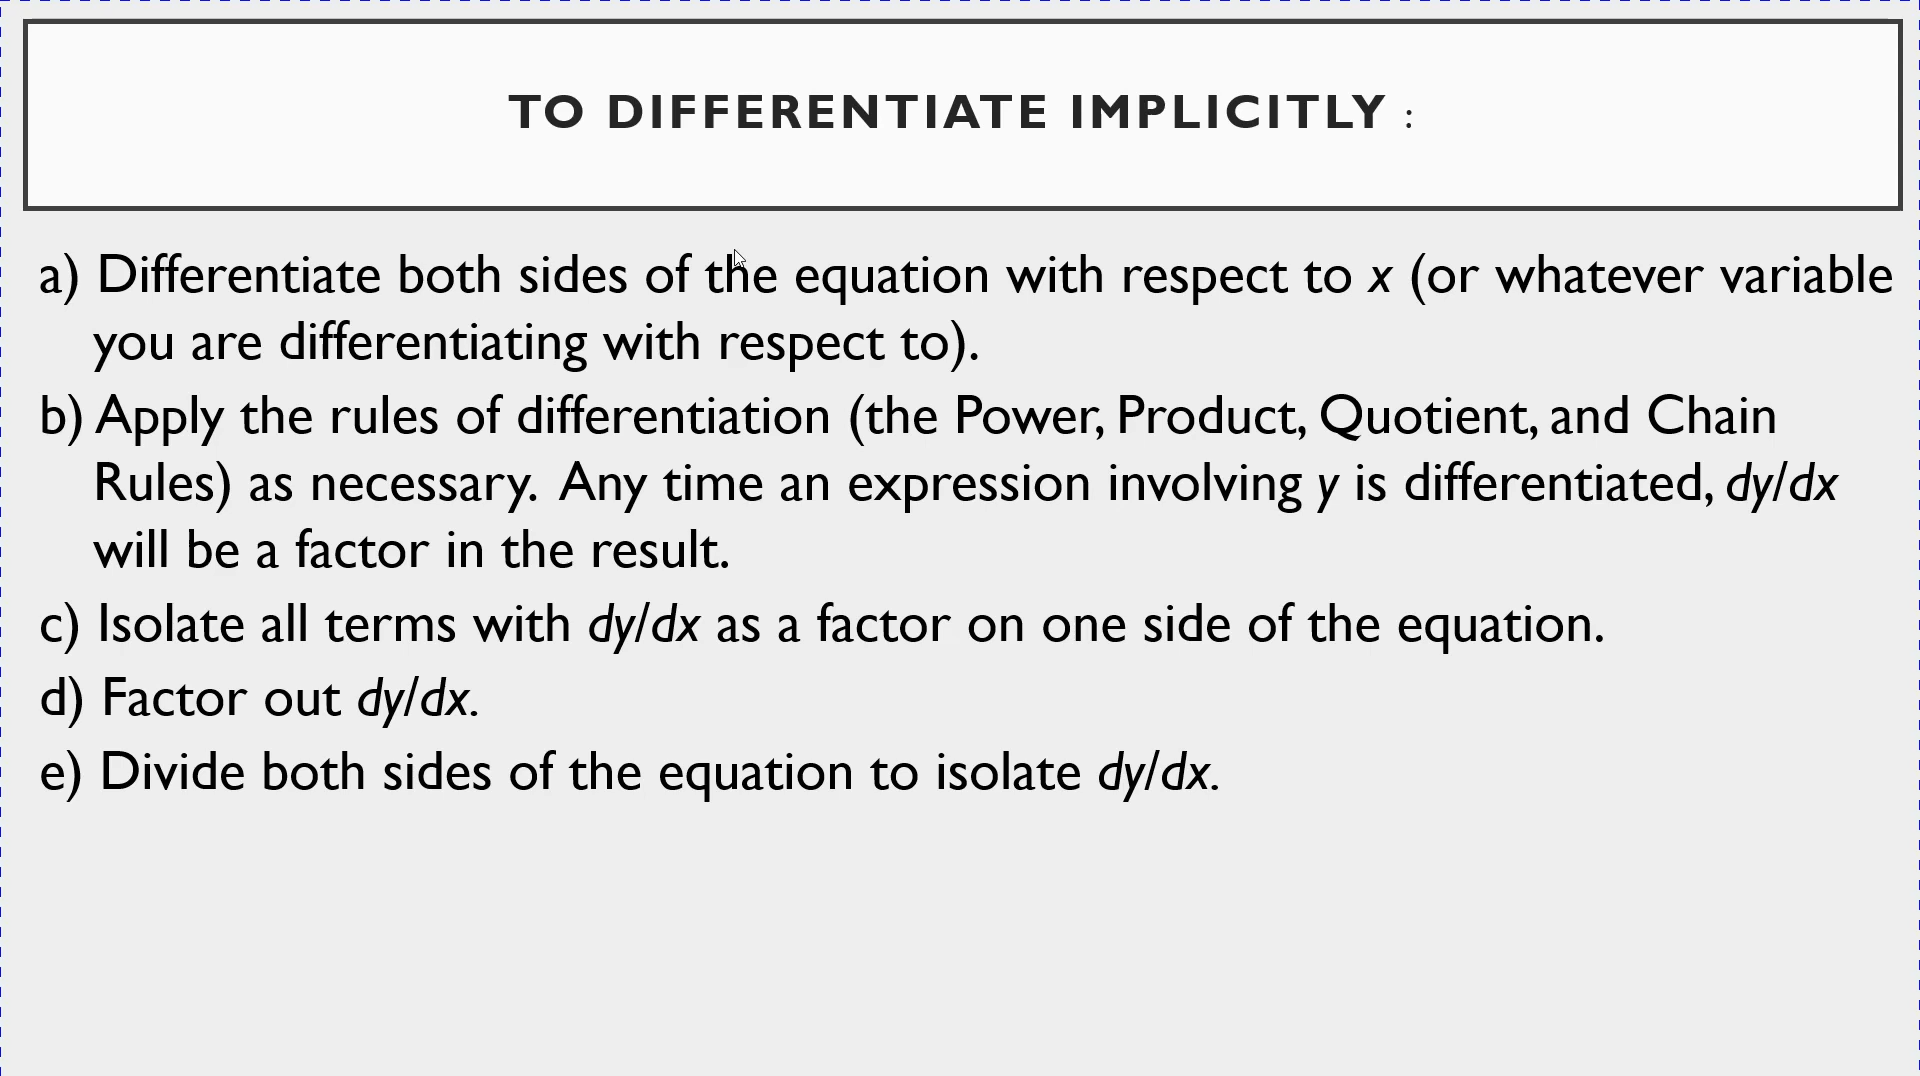 TO DIFFERENTIATE IMPLICITLY :
a) Differentiate both sides of the equation with respect to x (or whatever variable
you are differentiating with respect to).
b) Apply the rules of differentiation (the Power, Product, Quotient, and Chain
Rules) as necessary. Any time an expression involving y is differentiated, dy/dx
will be a factor in the result.
c) Isolate all terms with dy/dx as a factor on one side of the equation.
d) Factor out dy/dx.
e) Divide both sides of the equation to isolate dy/dx.